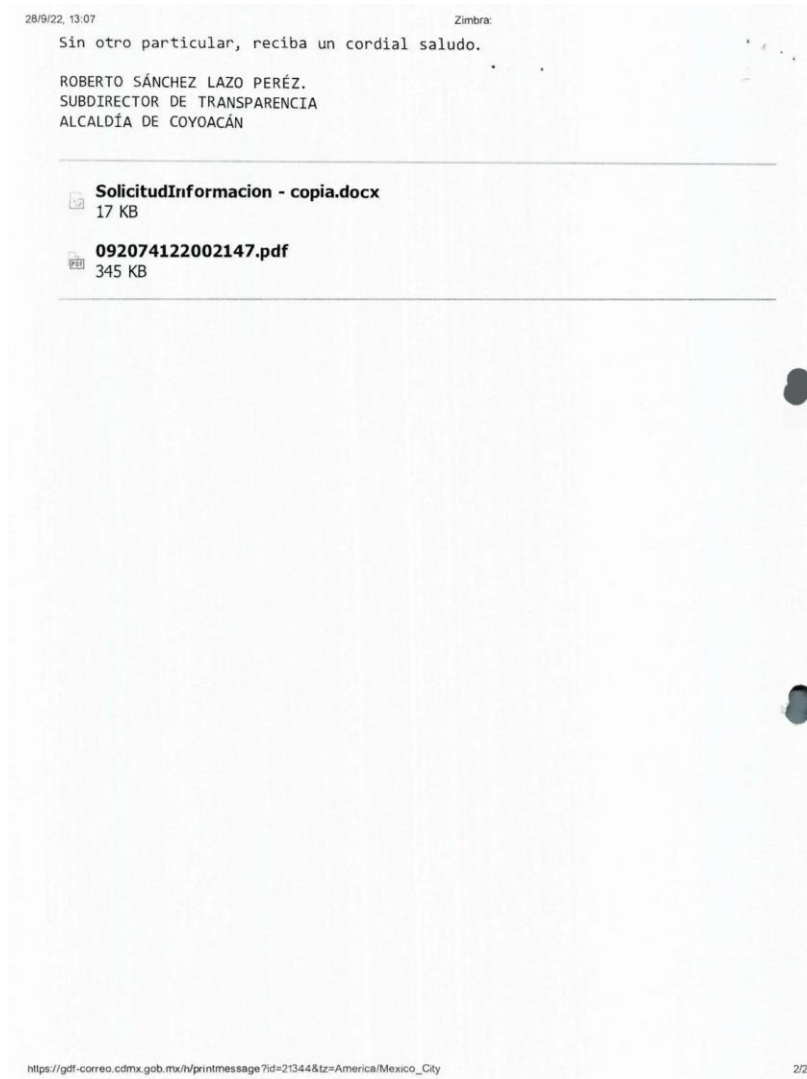 28/9/22, 13:07
Zimbra:
Sin otro particular, reciba un cordial saludo.
ROBERTO SÁNCHEZ LAZO PERÉZ.
SUBDIRECTOR DE TRANSPARENCIA
ALCALDÍA DE COYOACÁN
SolicitudInformacion - copia.docx
17 KB
092074122002147.pdf
345 KB
https://gdf-correo.cdmx.gob.mx/h/printmessage?id=21344&tz=America/Mexico_City
2/2